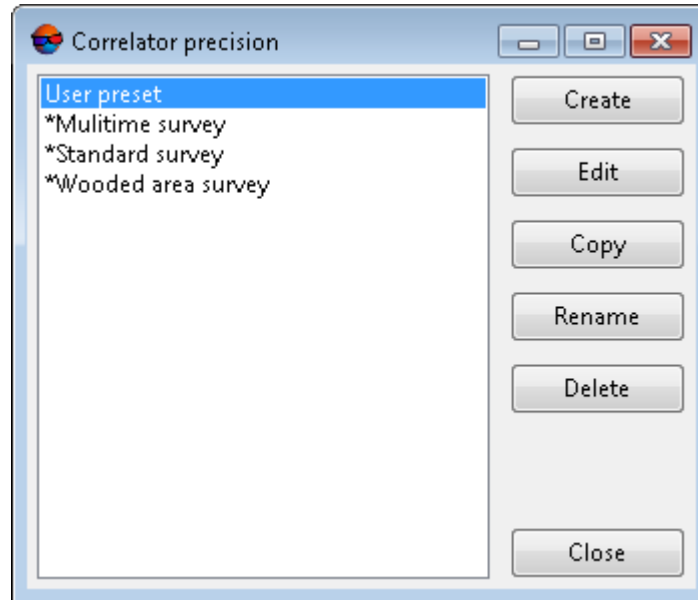 Correlator precision
User preset
*Mulitime survey
*Standard survey
*Wooded area survey
Create
Edit
Copy
Rename
Delete
Close